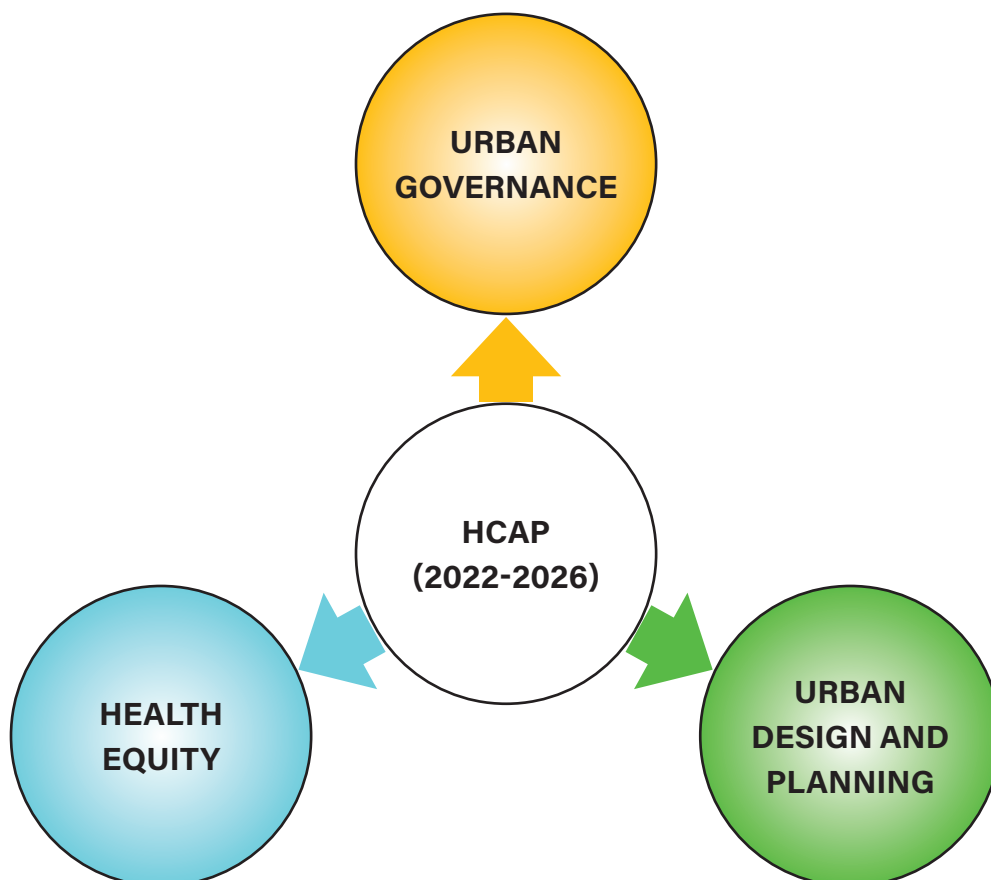 URBAN
GOVERNANCE
HCAP
(2022-2026)
HEALTH
EQUITY
URBAN
DESIGN AND
PLANNING